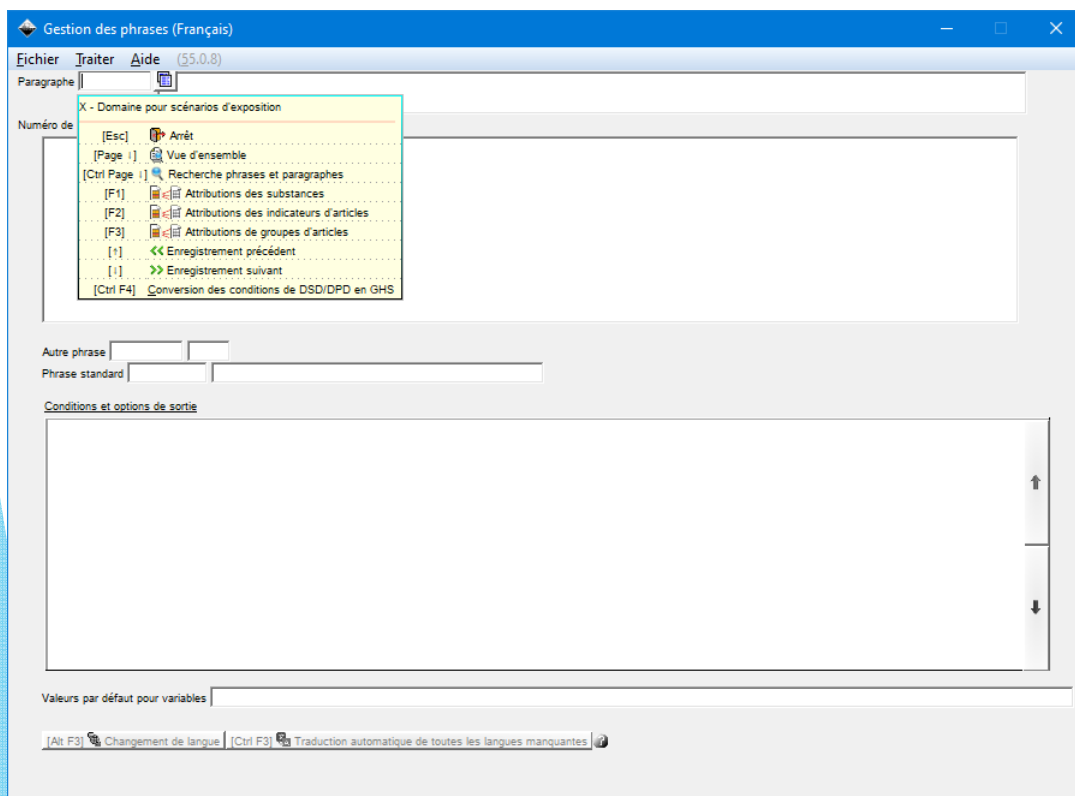 Gestion des phrases (Français)
Fichier Traiter Aide (55.0.8)
Paragraphe
X - Domaine pour scénarios d'exposition
Numéro de
[Esc] Arrêt
[Page ↓] Vue d'ensemble
[Ctrl Page ↓] Recherche phrases et paragraphes
[F1] Attributions des substances
[F2] Attributions des indicateurs d'articles
[F3] Attributions de groupes d'articles
[↑] Enregistrement précédent
[↓] Enregistrement suivant
[Ctrl F4] Conversion des conditions de DSD/DPD en GHS
Autre phrase
Phrase standard
Conditions et options de sortie
Valeurs par défaut pour variables
[Alt F3] Changement de langue [Ctrl F3] Traduction automatique de toutes les langues manquantes